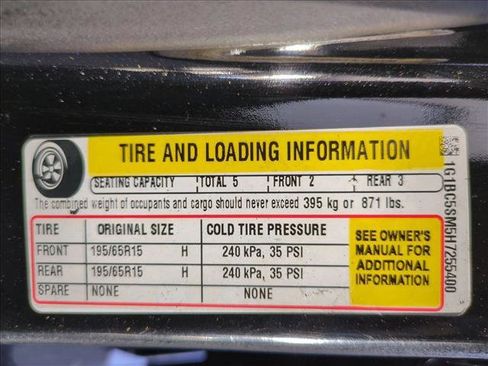 TIRE AND LOADING INFORMATION
SEATING CAPACITY TOTAL 5 FRONT 2 REAR 3
The combined weight of occupants and cargo should never exceed 395 kg or 871 lbs.
TIRE ORIGINAL SIZE COLD TIRE PRESSURE
FRONT 195/65R15 H 240 kPa, 35 PSI
REAR 195/65R15 H 240 kPa, 35 PSI
SPARE NONE NONE
SEE OWNER'S
MANUAL FOR
ADDITIONAL
INFORMATION
1G1BC5SM5H7255400